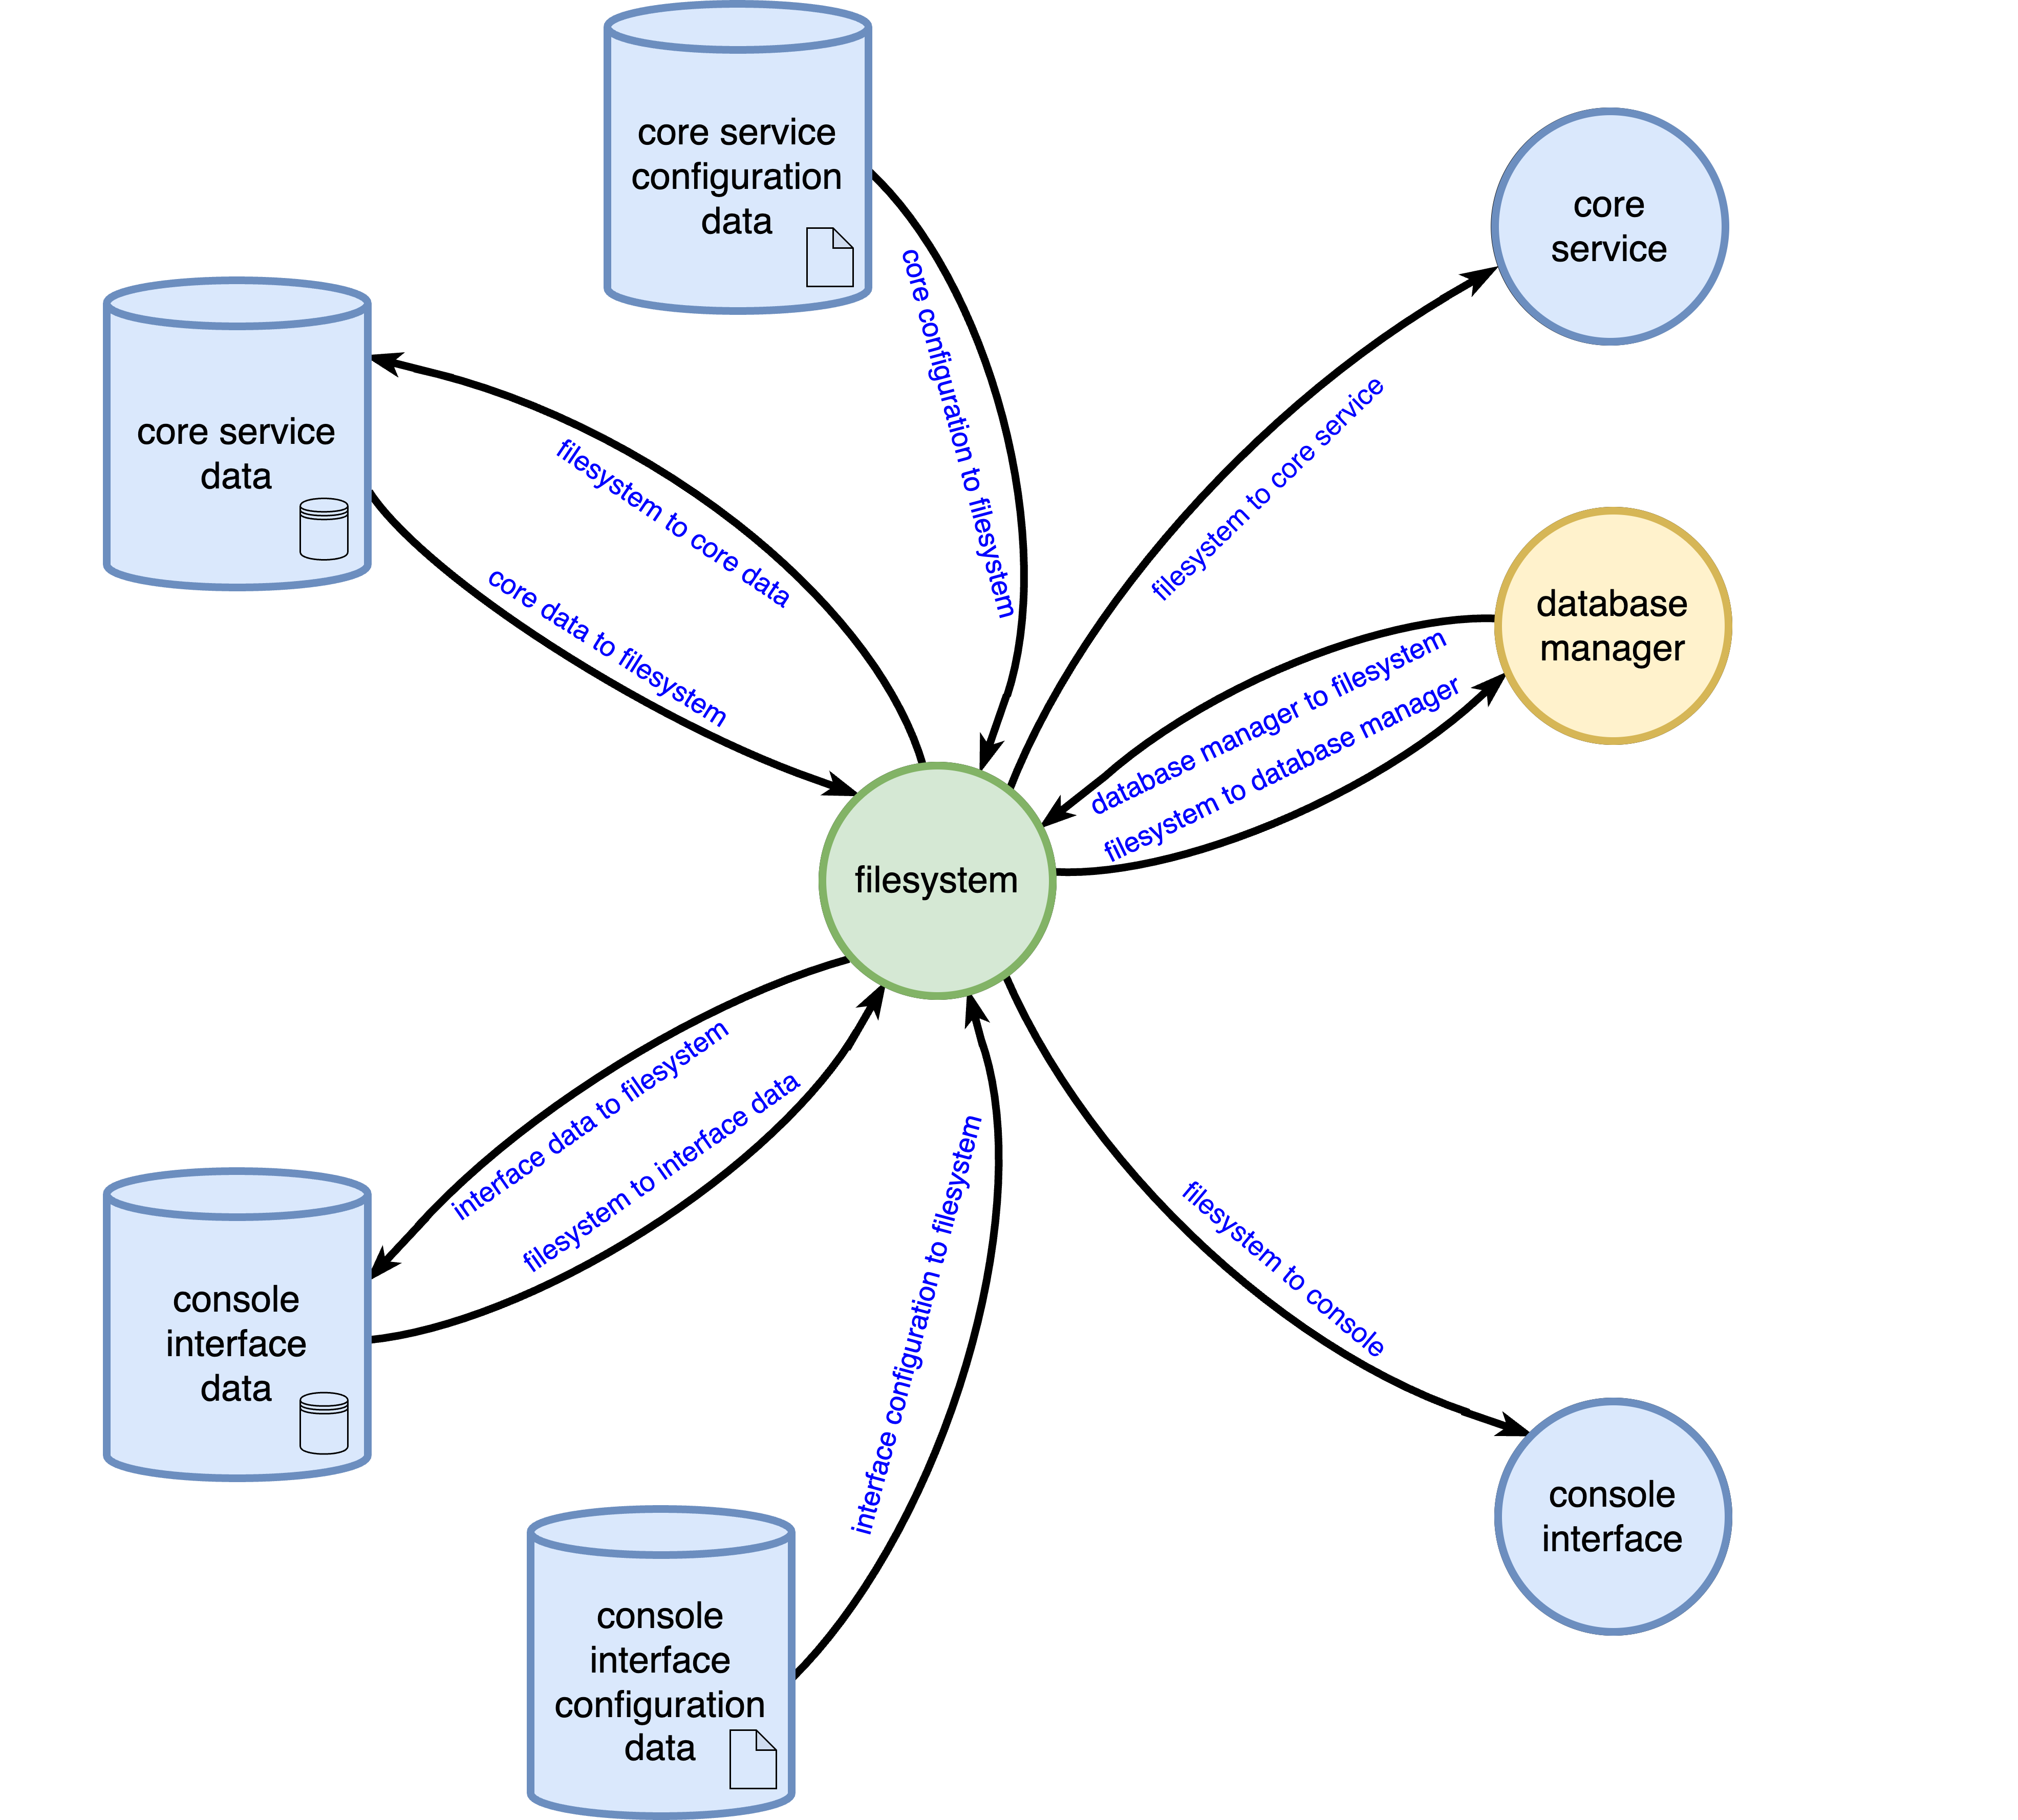 core service
configuration
data
core
service
core configuration to filesystem
core service
data
filesystem to core service
filesystem to core data
database
manager
core data to filesystem
database manager to filesystem
filesystem to database manager
filesystem
interface data to filesystem
filesystem to interface data
interface configuration to filesystem
filesystem to console
console
interface
data
console
interface
console
interface
configuration
data